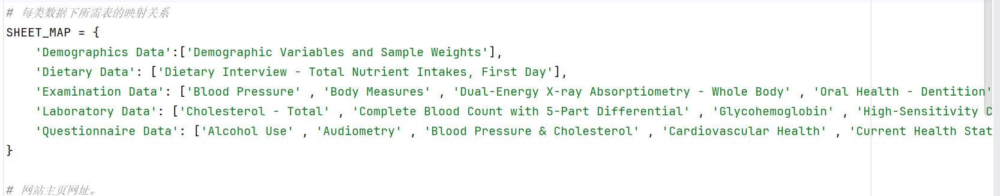 # 每类数据下所需表的映射关系
SHEET_MAP = {
'Demographics Data':['Demographic Variables and Sample Weights'],
'Dietary Data': ['Dietary Interview - Total Nutrient Intakes, First Day'],
'Examination Data': ['Blood Pressure' , 'Body Measures' , 'Dual-Energy X-ray Absorptiometry - Whole Body' , 'Oral Health - Dentition'
'Laboratory Data': ['Cholesterol - Total' , 'Complete Blood Count with 5-Part Differential' , 'Glycohemoglobin' , 'High-Sensitivity C
'Questionnaire Data': ['Alcohol Use' , 'Audiometry' , 'Blood Pressure & Cholesterol' , 'Cardiovascular Health' , 'Current Health Stat
}
# 网站主页网址。